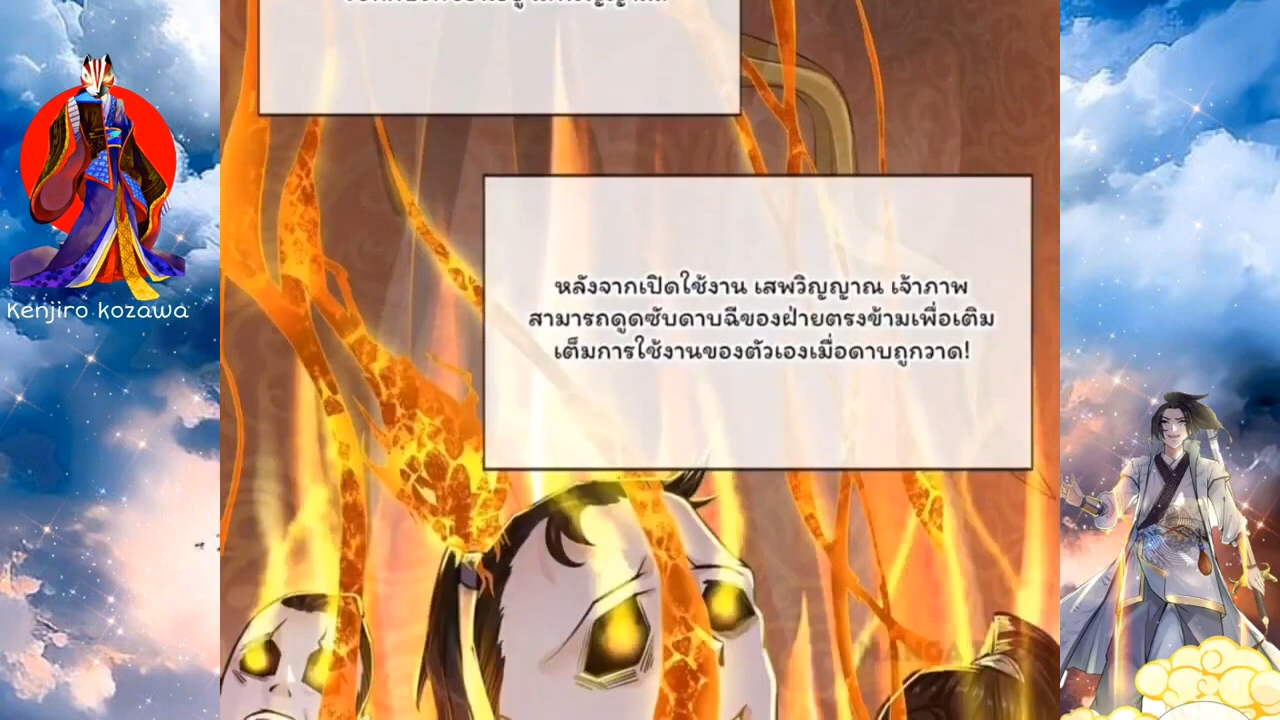 Kenjiro kozawa
หลังจากเปิดใช้งาน เสพวิญญาณ เจ้าภาพ
สามารถดูดซับดาบฉีของฝ่ายตรงข้ามเพื่อเติม
เต็มการใช้งานของตัวเองเมื่อดาบถูกวาด!
MANGA